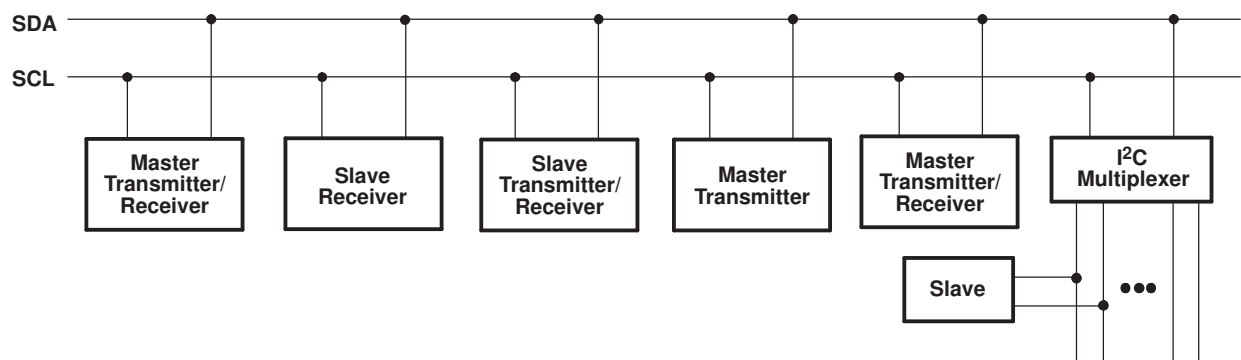 SDA
SCL
Master
Transmitter/
Receiver
Slave
Receiver
Slave
Transmitter/
Receiver
Master
Transmitter
Master
Transmitter/
Receiver
I²C
Multiplexer
Slave